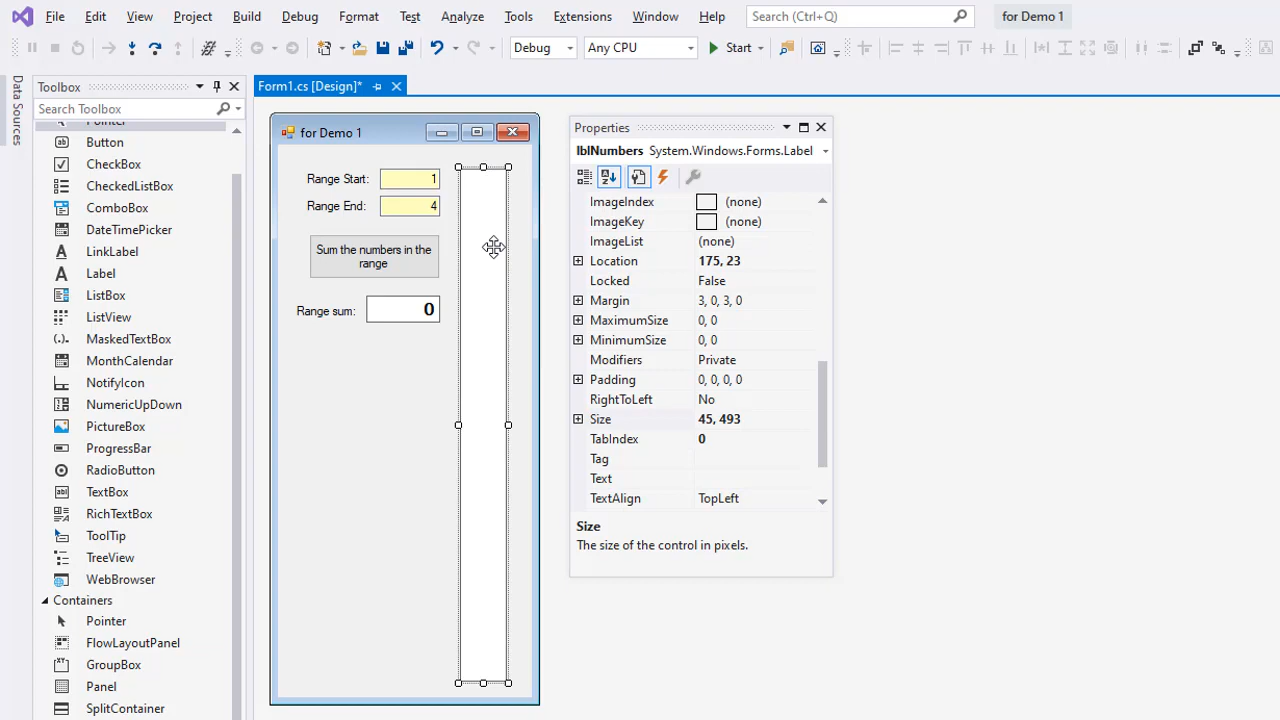 File Edit View Project Build Debug Format Test Analyze Tools Extensions Window Help Search (Ctrl+Q) for Demo 1
Debug Any CPU Start
Data Sources
Toolbox
Search Toolbox
Pointer
Button
CheckBox
CheckedListBox
ComboBox
DateTimePicker
LinkLabel
Label
ListBox
ListView
MaskedTextBox
MonthCalendar
NotifyIcon
NumericUpDown
PictureBox
ProgressBar
RadioButton
TextBox
RichTextBox
ToolTip
TreeView
WebBrowser
Containers
Pointer
FlowLayoutPanel
GroupBox
Panel
SplitContainer
Form1.cs [Design]*
for Demo 1
Range Start: 1
Range End: 4
Sum the numbers in the
range
Range sum: 0
Properties
lblNumbers System.Windows.Forms.Label
ImageIndex (none)
ImageKey (none)
ImageList (none)
Location 175, 23
Locked False
Margin 3, 0, 3, 0
MaximumSize 0, 0
MinimumSize 0, 0
Modifiers Private
Padding 0, 0, 0, 0
RightToLeft No
Size 45, 493
TabIndex 0
Tag
Text
TextAlign TopLeft
Size
The size of the control in pixels.